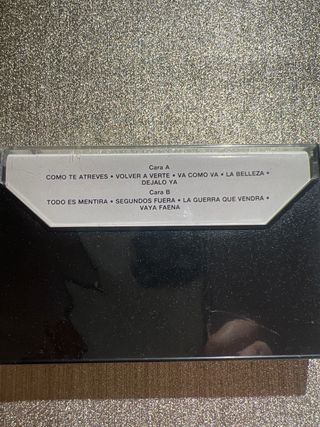 Cara A
COMO TE ATREVES • VOLVER A VERTE • VA COMO VA • LA BELLEZA •
DEJALO YA
Cara B
TODO ES MENTIRA • SEGUNDOS FUERA • LA GUERRA QUE VENDRA •
VAYA FAENA